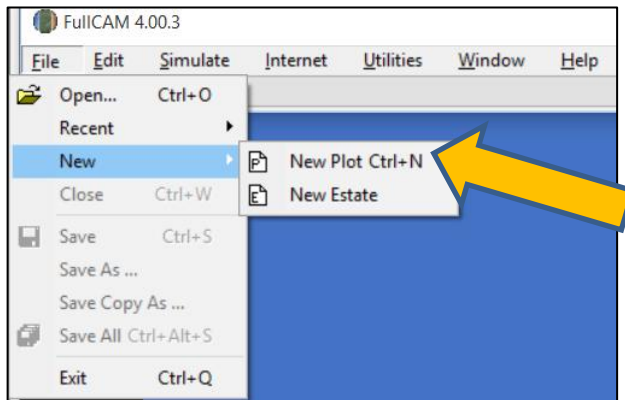 FullCAM 4.00.3
File Edit Simulate Internet Utilities Window Help
Open... Ctrl+O
Recent
New
New Plot Ctrl+N
New Estate
Close Ctrl+W
Save Ctrl+S
Save As ...
Save Copy As ...
Save All Ctrl+Alt+S
Exit Ctrl+Q